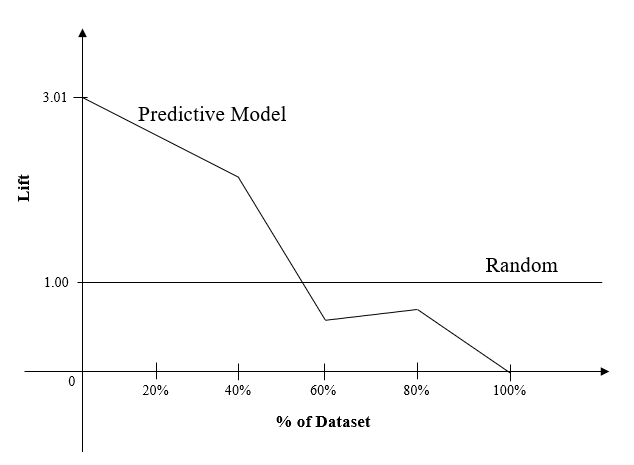 3.01
Predictive Model
Lift
Random
1.00
0
20%
40%
60%
80%
100%
% of Dataset